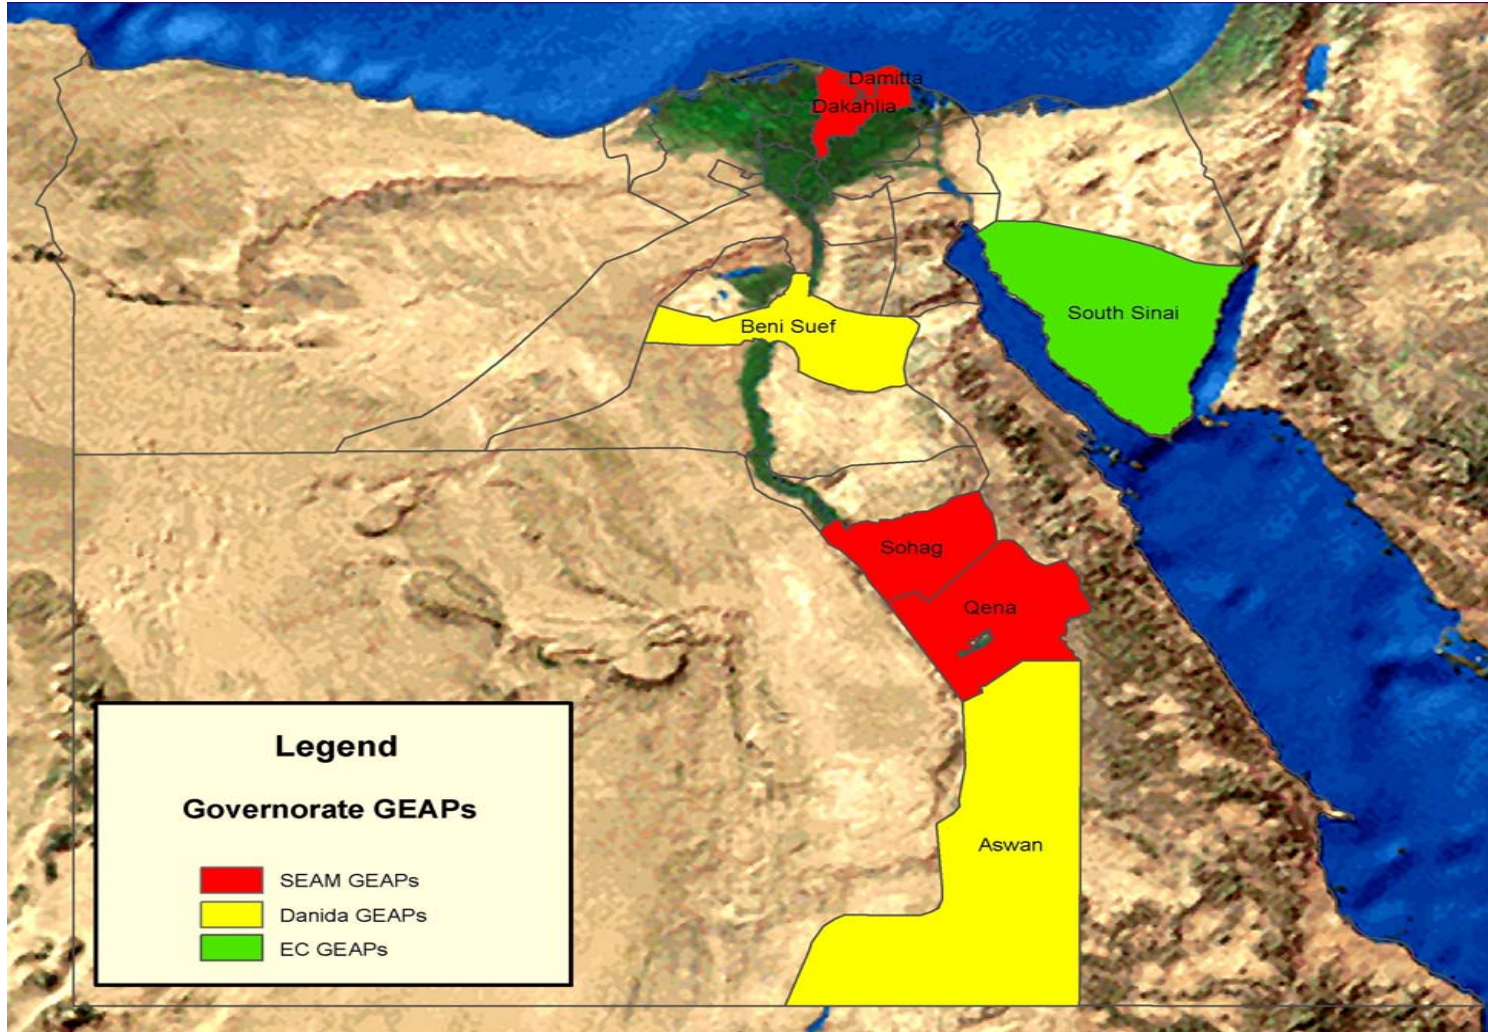 Damitta
Dakahlia
South Sinai
Beni Suef
Sohag
Qena
Aswan
Legend
Governorate GEAPs
SEAM GEAPs
Danida GEAPs
EC GEAPs